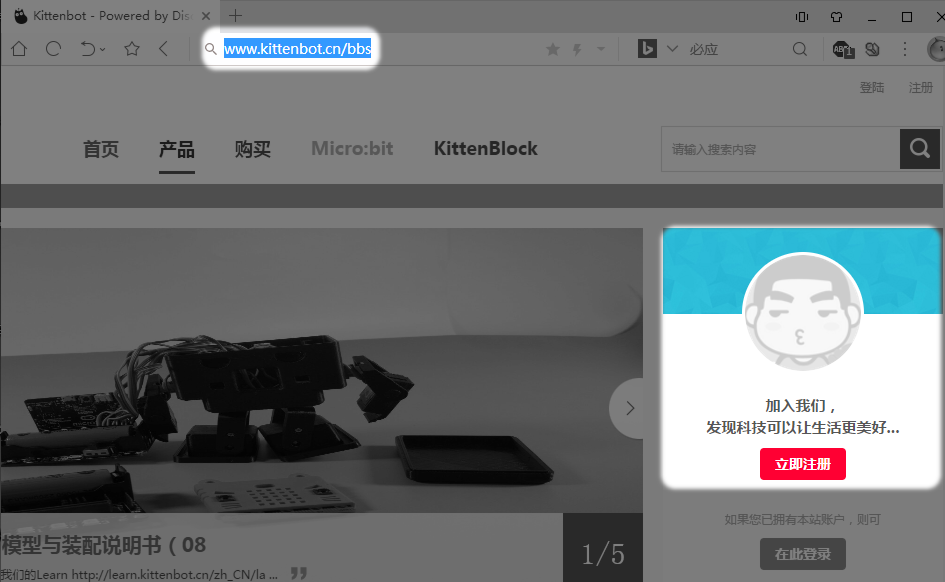 Kittenbot - Powered by Dis
www.kittenbot.cn/bbs
必应
登陆 注册
首页 产品 购买 Micro:bit KittenBlock
请输入搜索内容
加入我们，
发现科技可以让生活更美好...
立即注册
如果您已拥有本站账户，则可
在此登录
模型与装配说明书（08
我们的Learn http://learn.kittenbot.cn/zh_CN/la ...
1/5